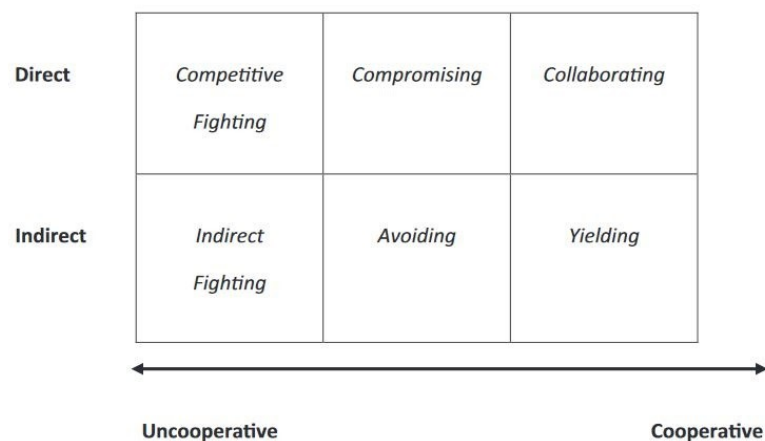 Direct
Competitive
Fighting
Compromising
Collaborating
Indirect
Indirect
Fighting
Avoiding
Yielding
Uncooperative
Cooperative